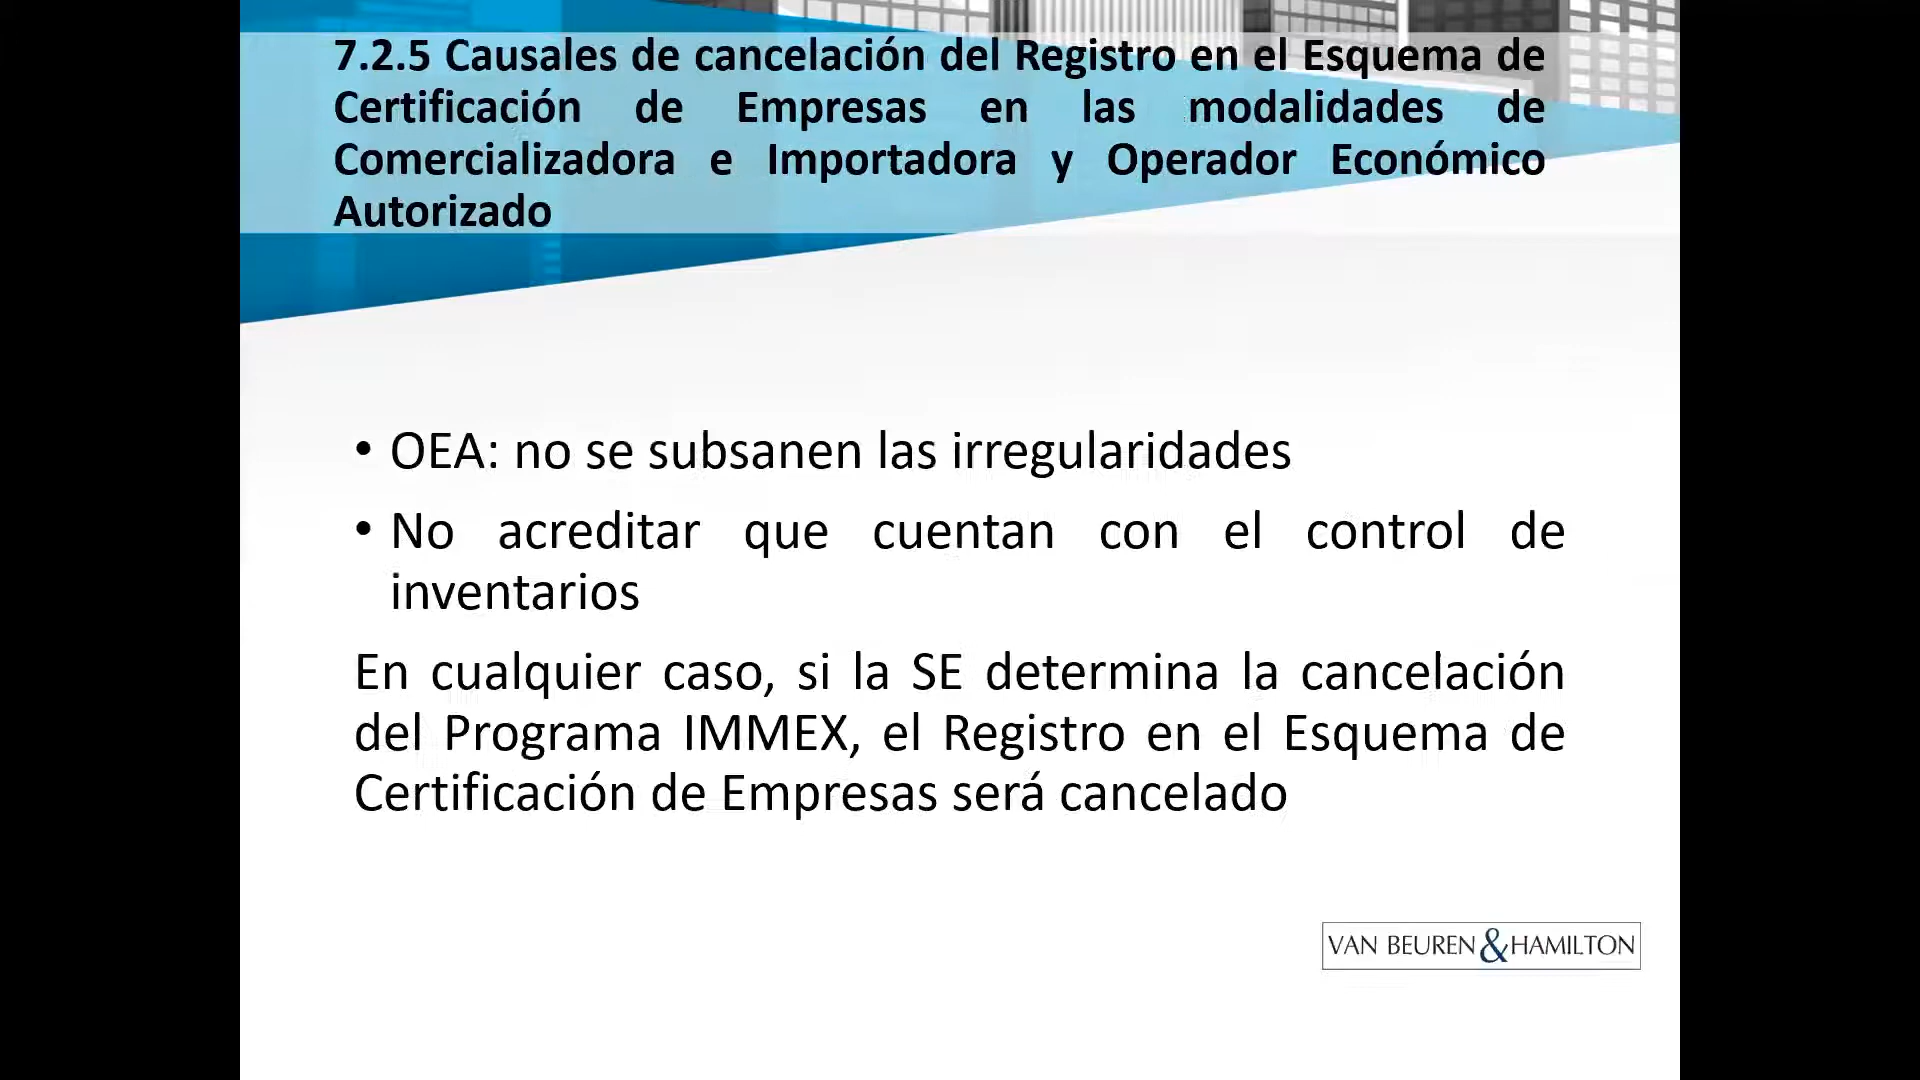 7.2.5 Causales de cancelación del Registro en el Esquema de
Certificación de Empresas en las modalidades de
Comercializadora e Importadora y Operador Económico
Autorizado
• OEA: no se subsanen las irregularidades
• No acreditar que cuentan con el control de
inventarios
En cualquier caso, si la SE determina la cancelación
del Programa IMMEX, el Registro en el Esquema de
Certificación de Empresas será cancelado
VAN BEUREN & HAMILTON